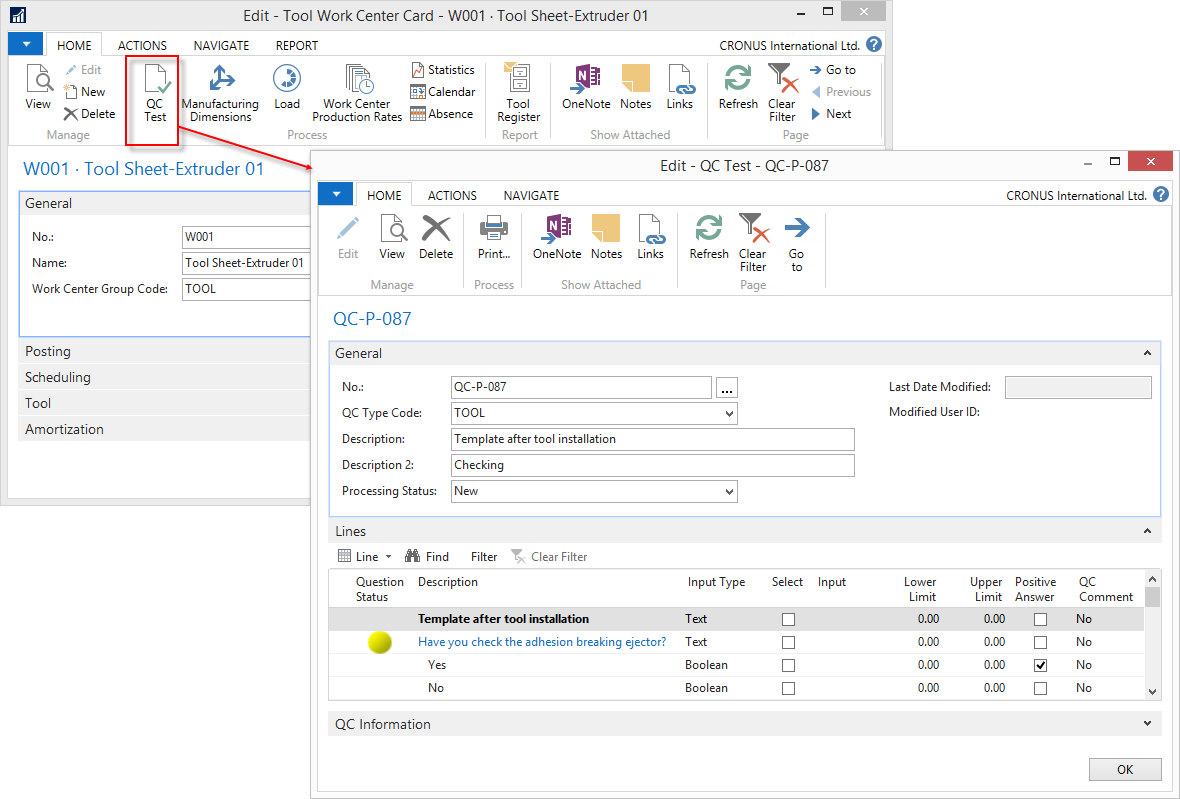 Edit - Tool Work Center Card - W001 · Tool Sheet-Extruder 01
HOME ACTIONS NAVIGATE REPORT CRONUS International Ltd. ?
View
Edit
New
Delete
Manage
QC
Test
Manufacturing
Dimensions
Load
Work Center
Production Rates
Statistics
Calendar
Absence
Process
Tool
Register
Report
OneNote Notes Links
Show Attached
Refresh
Clear
Filter
Go to
Previous
Next
Page
W001 · Tool Sheet-Extruder 01
General
No.: W001
Name: Tool Sheet-Extruder 01
Work Center Group Code: TOOL
Posting
Scheduling
Tool
Amortization
Edit - QC Test - QC-P-087
HOME ACTIONS NAVIGATE CRONUS International Ltd. ?
Edit View Delete
Manage
Print...
Process
OneNote Notes Links
Show Attached
Refresh
Clear
Filter
Go
to
Page
QC-P-087
General
No.: QC-P-087 ... Last Date Modified:
QC Type Code: TOOL Modified User ID:
Description: Template after tool installation
Description 2: Checking
Processing Status: New
Lines
Line Find Filter Clear Filter
Question Status Description Input Type Select Input Lower Limit Upper Limit Positive Answer QC Comment
Template after tool installation Text 0.00 0.00 No
Have you check the adhesion breaking ejector? Text 0.00 0.00 No
Yes Boolean 0.00 0.00 No
No Boolean 0.00 0.00 No
QC Information
OK